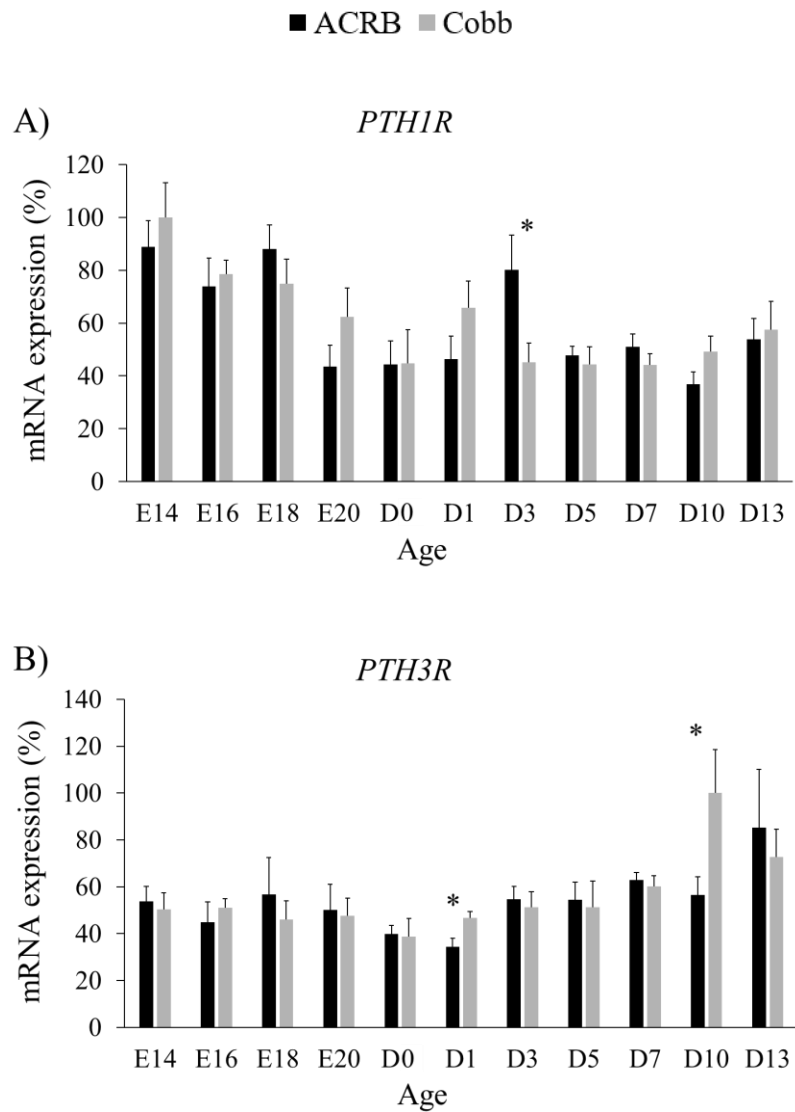 ACRB Cobb
A) PTH1R
120
100
80
60
40
20
0
mRNA expression (%)
*
E14 E16 E18 E20 D0 D1 D3 D5 D7 D10 D13
Age
B) PTH3R
140
120
100
80
60
40
20
0
mRNA expression (%)
*
*
E14 E16 E18 E20 D0 D1 D3 D5 D7 D10 D13
Age